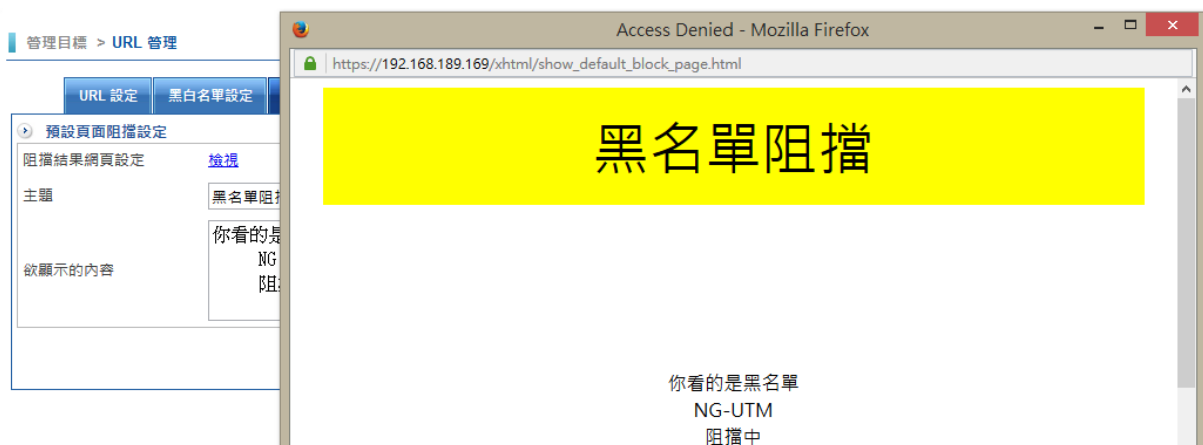 管理目標 > URL 管理
URL 設定
黑白名單設定
預設頁面阻擋設定
阻擋結果網頁設定
檢視
主題
黑名單阻
欲顯示的內容
你看的是
NG
阻
Access Denied - Mozilla Firefox
https://192.168.189.169/xhtml/show_default_block_page.html
黑名單阻擋
你看的是黑名單
NG-UTM
阻擋中